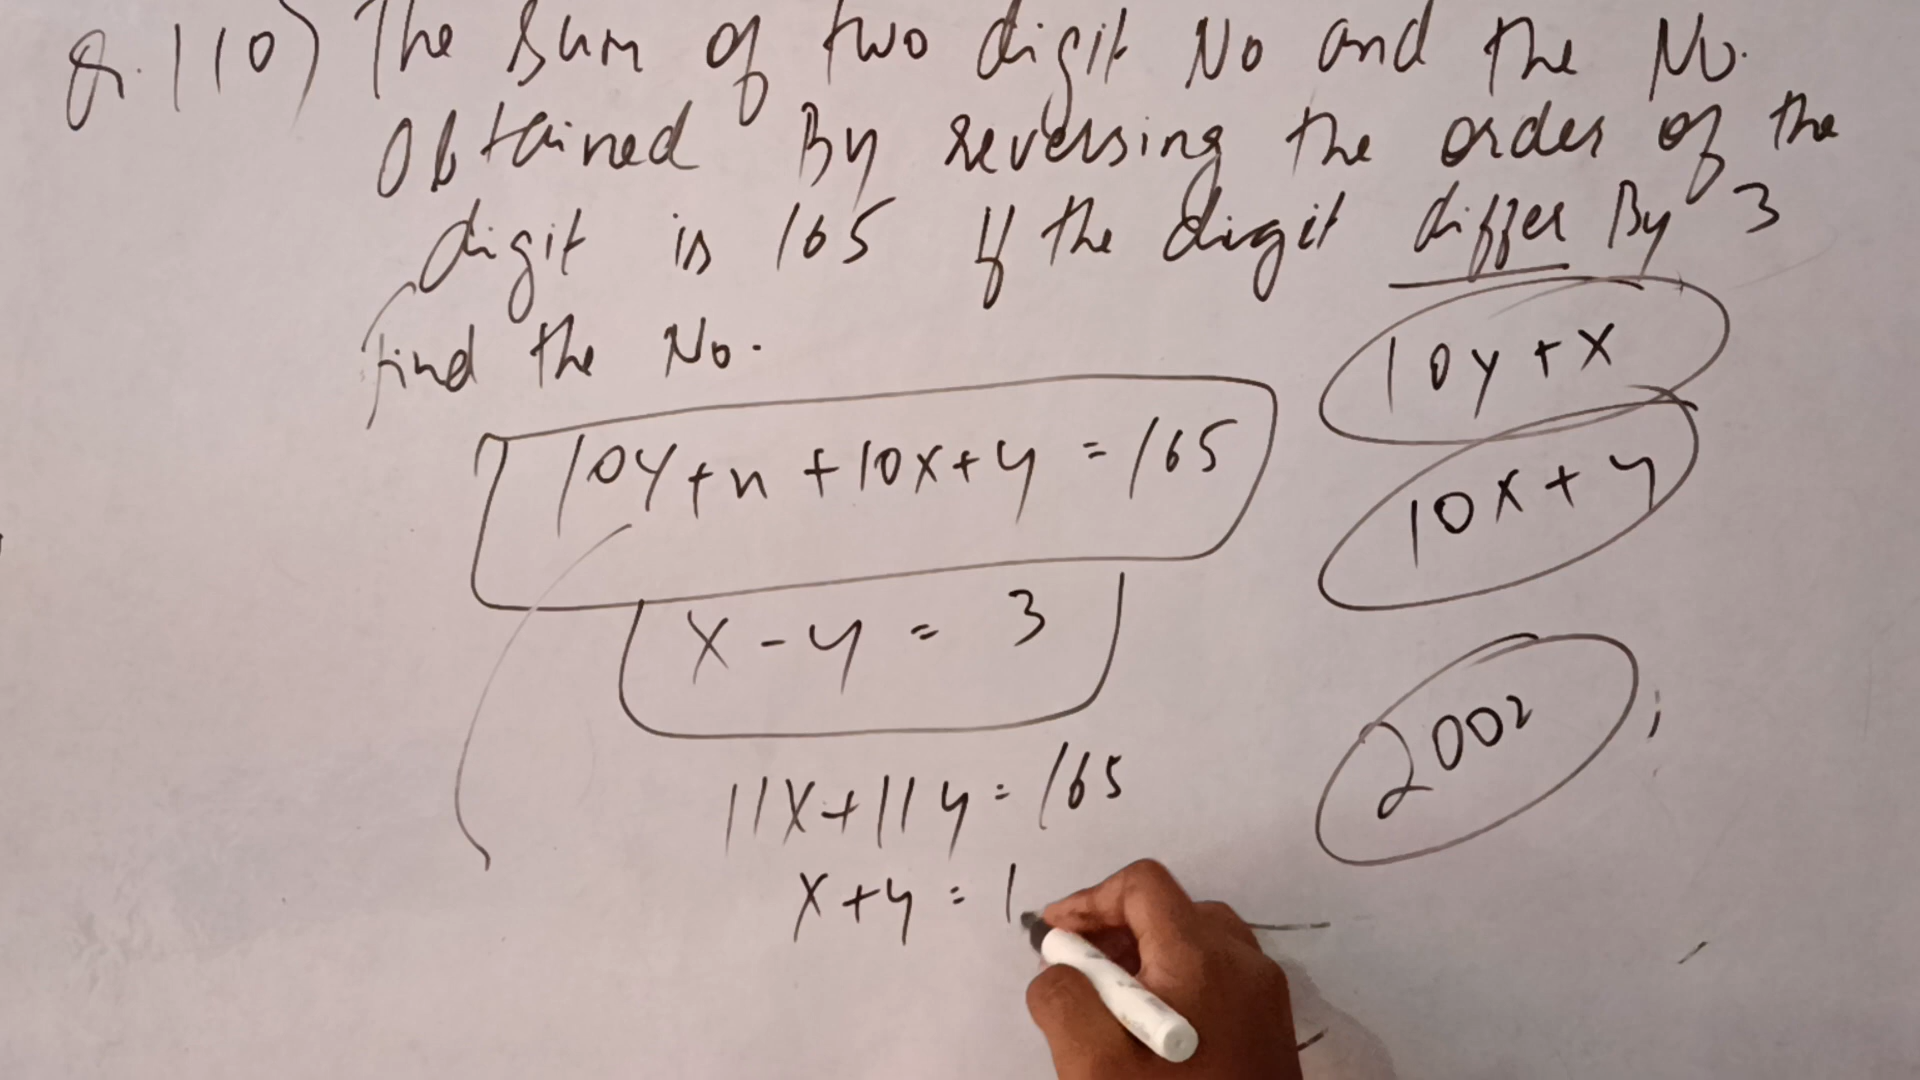 Q.1 (10) The sum of two digit No and the No.
Obtained By reversing the order of the
digit is 165 If the digit differ By 3
find the No.
10y+x
10y+n+10x+y=165
10x+y
x-y=3
2002
11x+11y=165
x+y=1